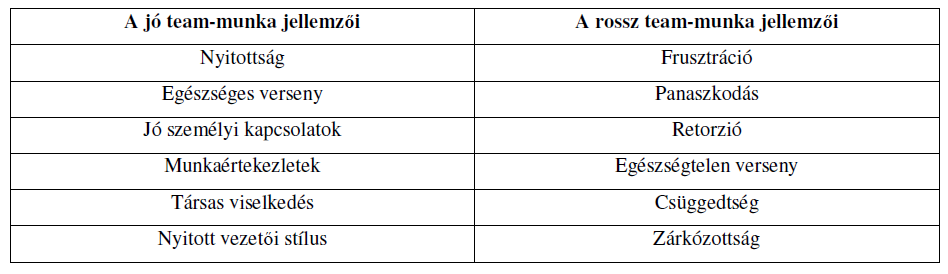 A jó team-munka jellemzői A rossz team-munka jellemzői
Nyitottság Frusztráció
Egészséges verseny Panaszkodás
Jó személyi kapcsolatok Retorzió
Munkaértekezletek Egészségtelen verseny
Társas viselkedés Csüggedtség
Nyitott vezetői stílus Zárkózottság